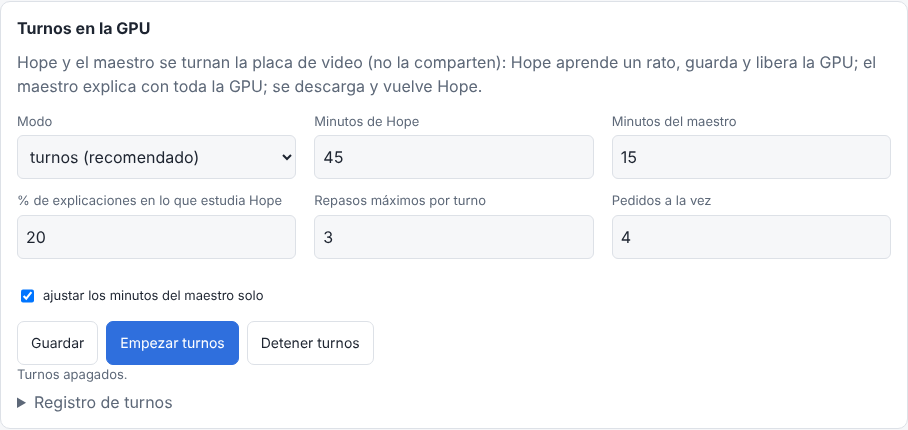 Turnos en la GPU
Hope y el maestro se turnan la placa de video (no la comparten): Hope aprende un rato, guarda y libera la GPU; el
maestro explica con toda la GPU; se descarga y vuelve Hope.
Modo
Minutos de Hope
Minutos del maestro
turnos (recomendado)
45
15
% de explicaciones en lo que estudia Hope
Repasos máximos por turno
Pedidos a la vez
20
3
4
ajustar los minutos del maestro solo
Guardar
Empezar turnos
Detener turnos
Turnos apagados.
Registro de turnos